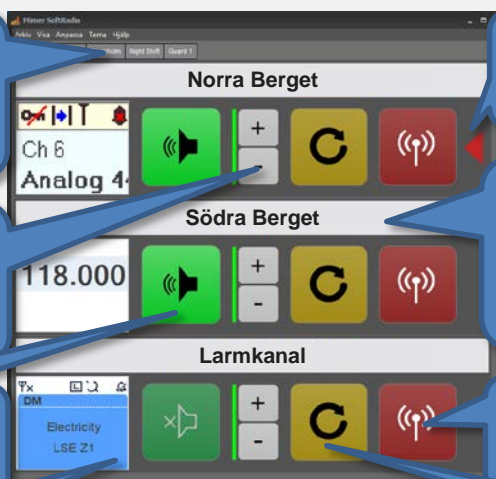 Mimer SoftRadio
Arkiv Visa Anpassa Tema Hjälp
Night Shift Guard 1
Norra Berget
Ch 6
Analog 4
+
-
Södra Berget
118.000
+
-
Larmkanal
Tx
DM
Electricity
LSE Z1
+
-